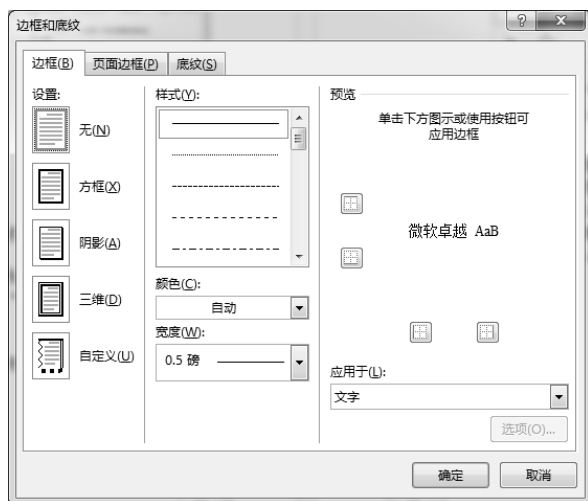 边框和底纹
边框(B)
页面边框(P)
底纹(S)
设置:
无(N)
方框(X)
阴影(A)
三维(D)
自定义(U)
样式(Y):
颜色(C):
自动
宽度(W):
0.5 磅
预览
单击下方图示或使用按钮可
应用边框
微软卓越 AaB
应用于(L):
文字
选项(O)...
确定
取消